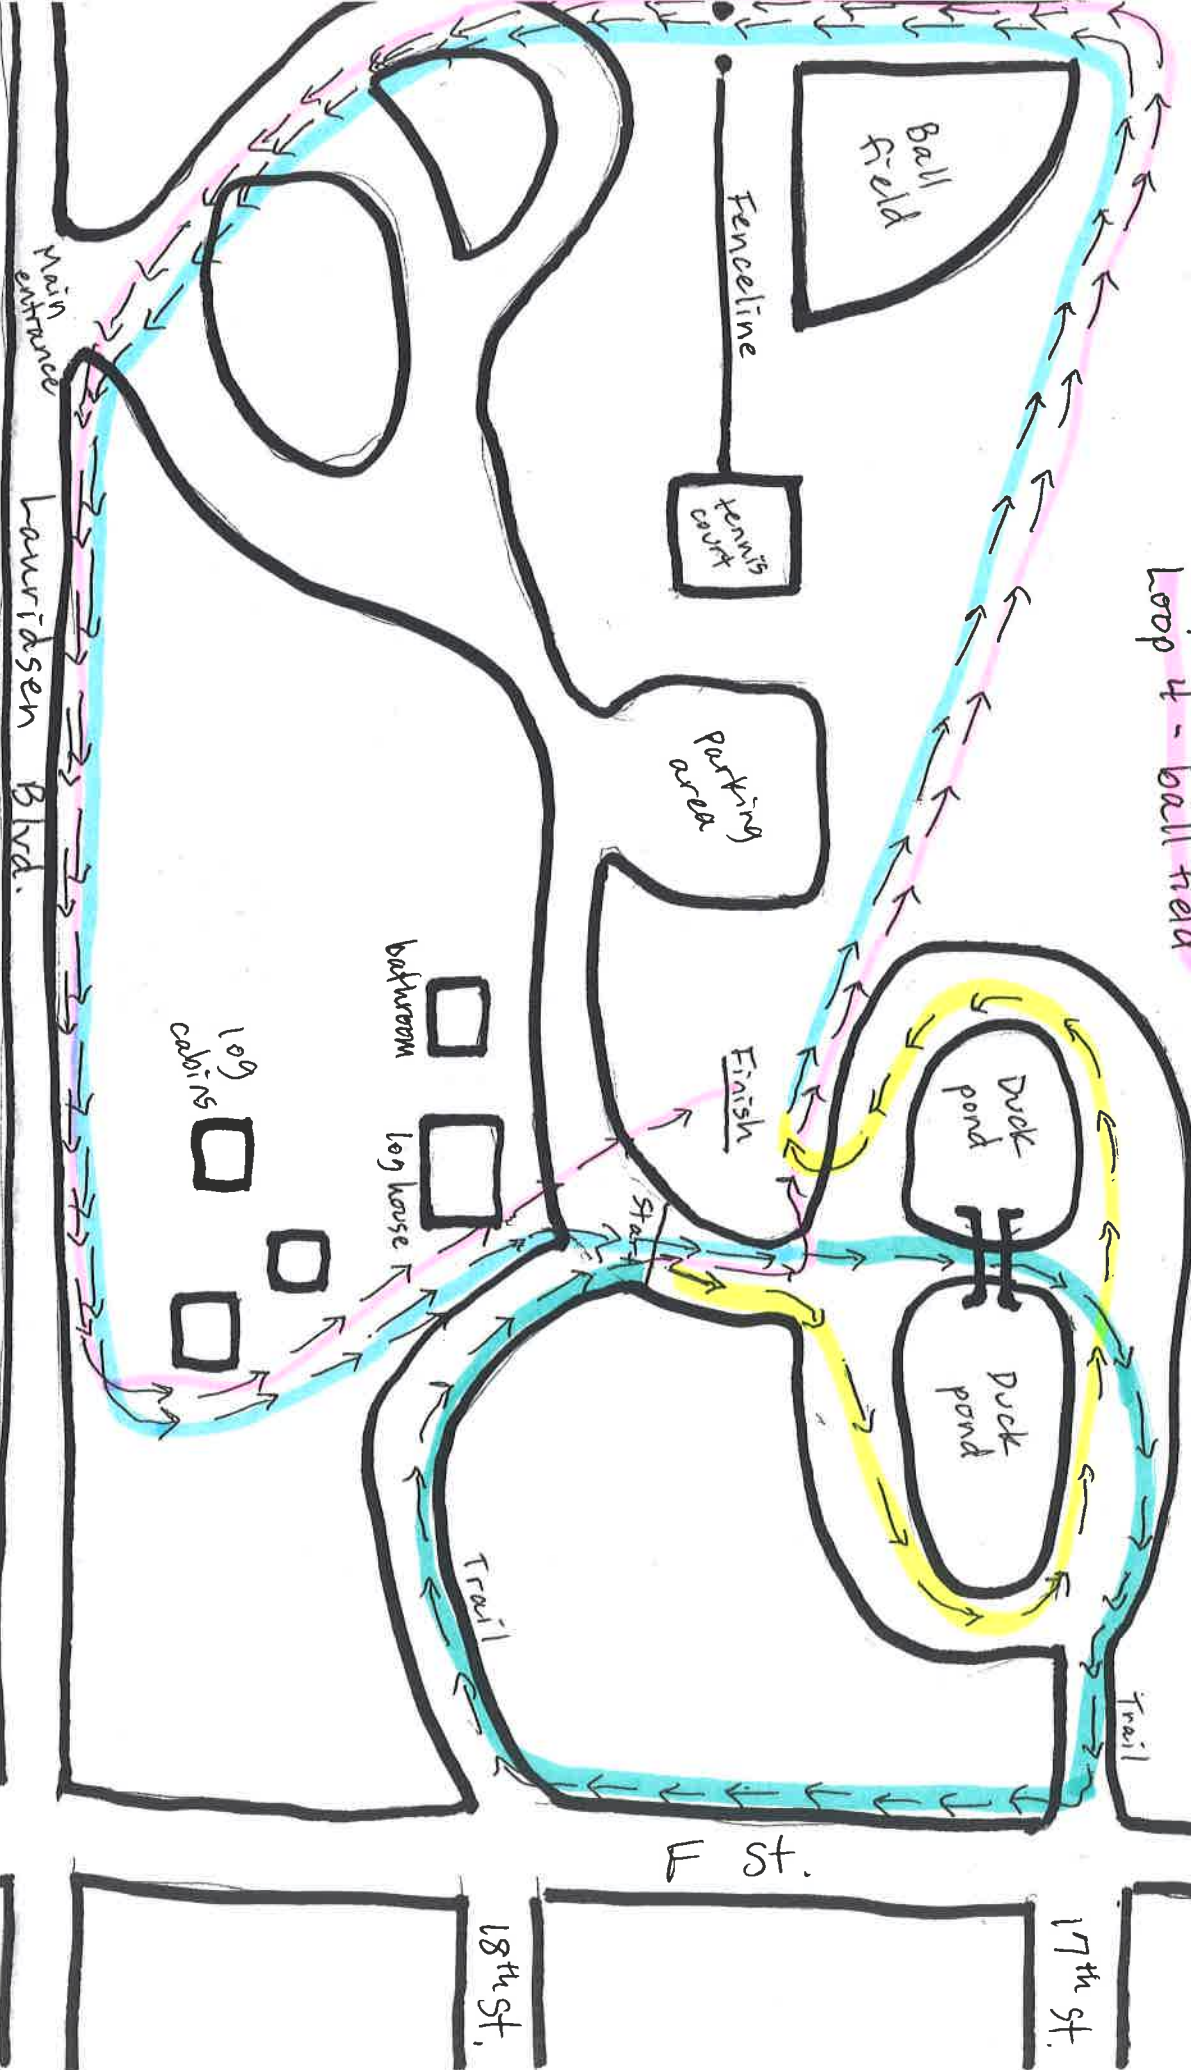 Loop 4 - ball field
Ball
field
Fenceline
tennis
court
Parking
area
Main
entrance
Lauridsen Blvd.
bathroom
log
cabins
log house
Finish
Start
Duck
pond
Duck
pond
Trail
Trail
F St.
18th St.
17th St.